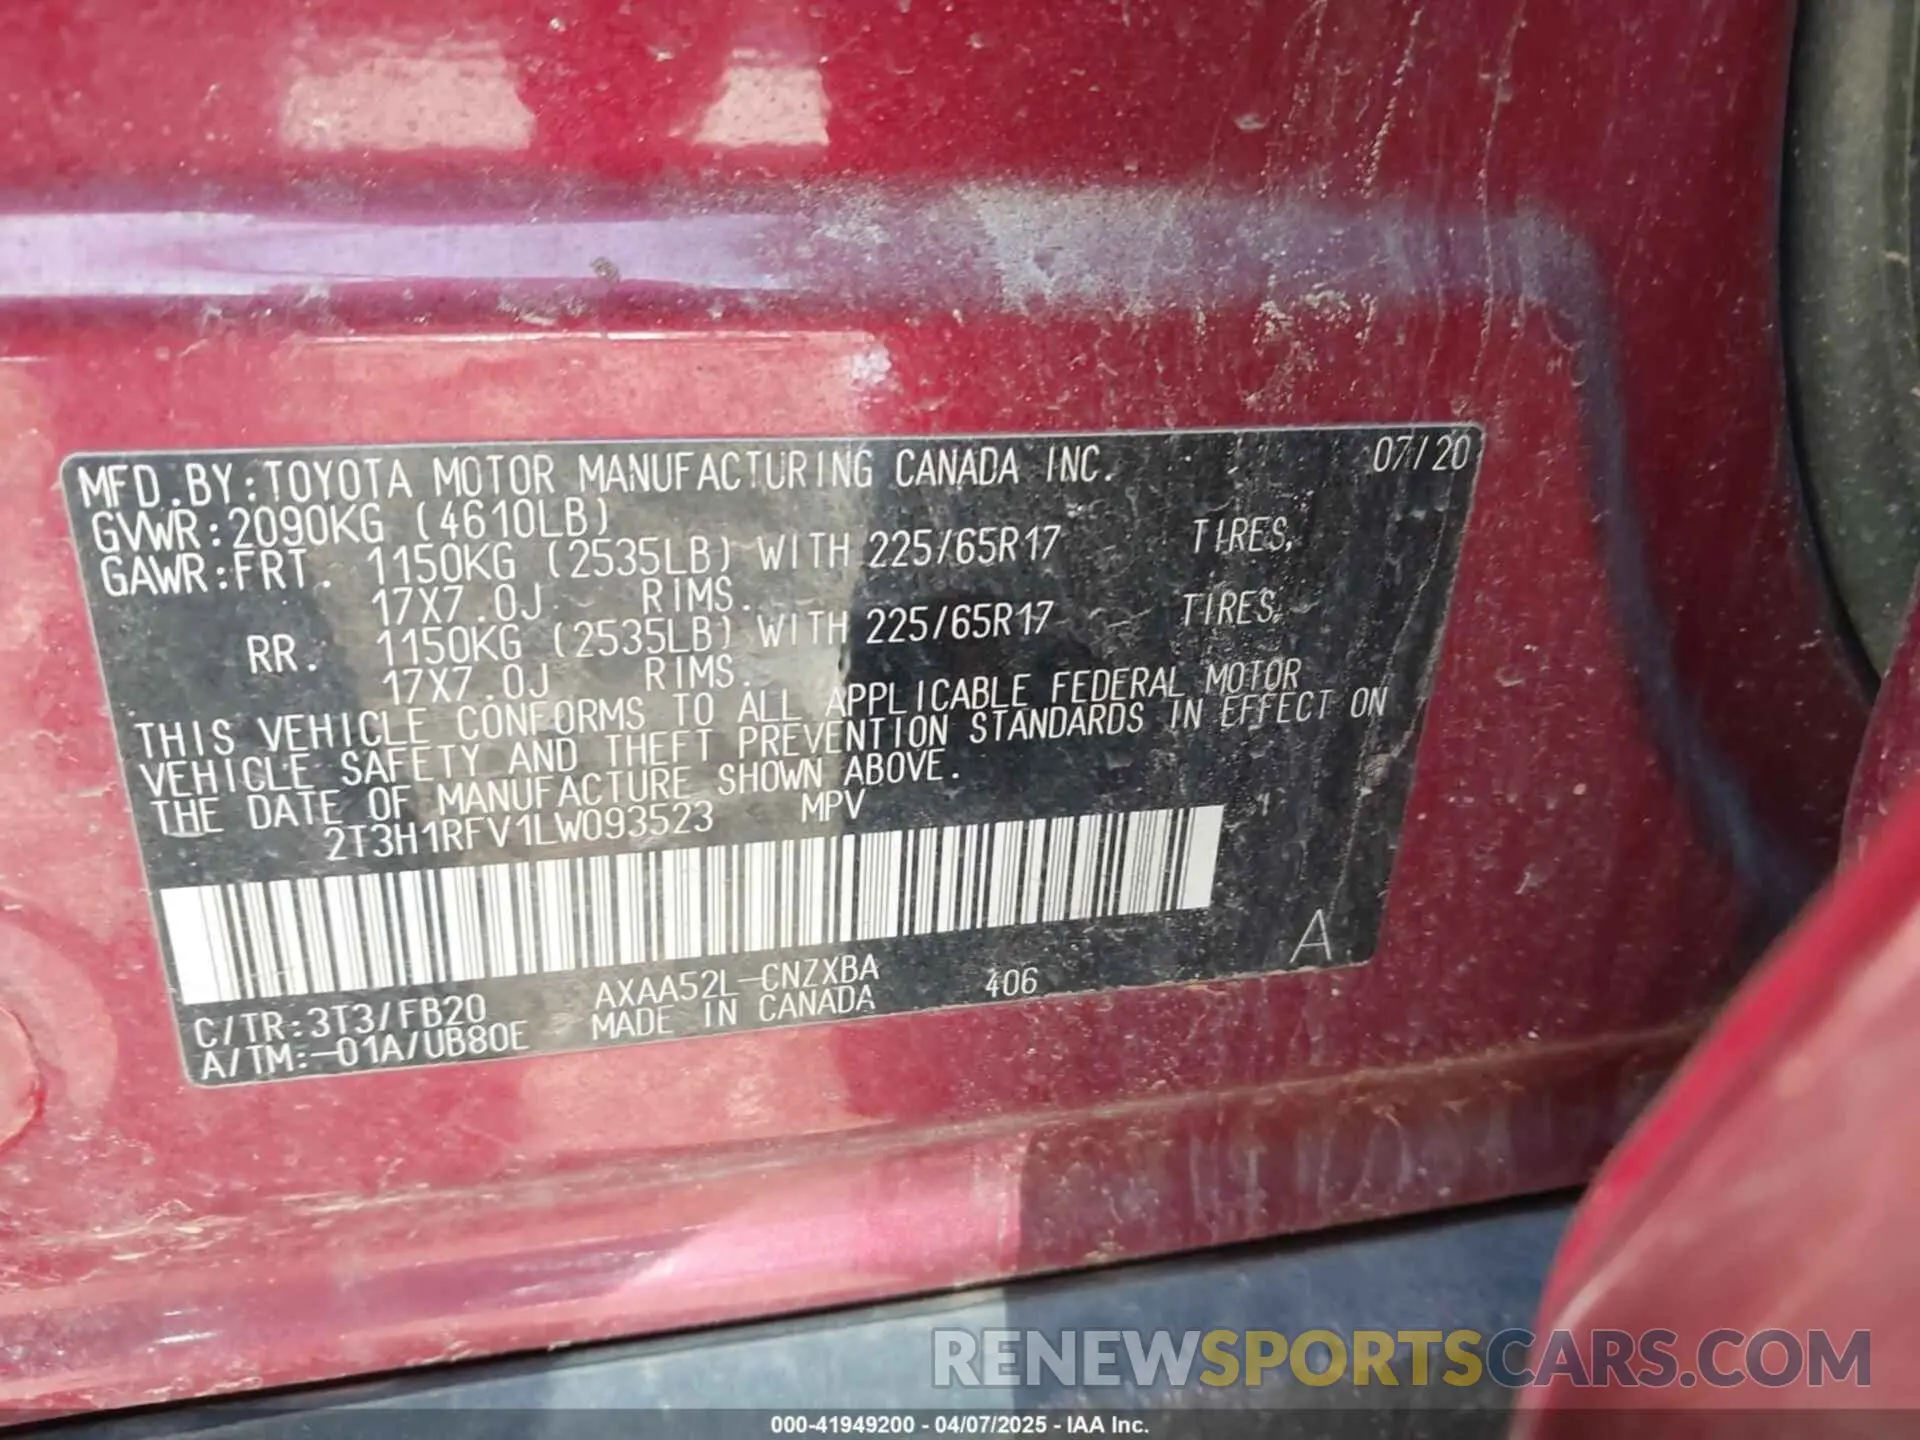 MFD.BY:TOYOTA MOTOR MANUFACTURING CANADA INC. 07/20
GVWR:2090KG (4610LB)
GAWR:FRT. 1150KG (2535LB) WITH 225/65R17 TIRES,
17X7.0J RIMS.
RR. 1150KG (2535LB) WITH 225/65R17 TIRES,
17X7.0J RIMS.
THIS VEHICLE CONFORMS TO ALL APPLICABLE FEDERAL MOTOR
VEHICLE SAFETY AND THEFT PREVENTION STANDARDS IN EFFECT ON
THE DATE OF MANUFACTURE SHOWN ABOVE.
2T3H1RFV1LW093523 MPV
A
C/TR:3T3/FB20 AXAA52L-CNZXBA 406
A/TM:-01A/UB80E MADE IN CANADA
RENEWSPORTSCARS.COM
000-41949200 - 04/07/2025 - IAA Inc.